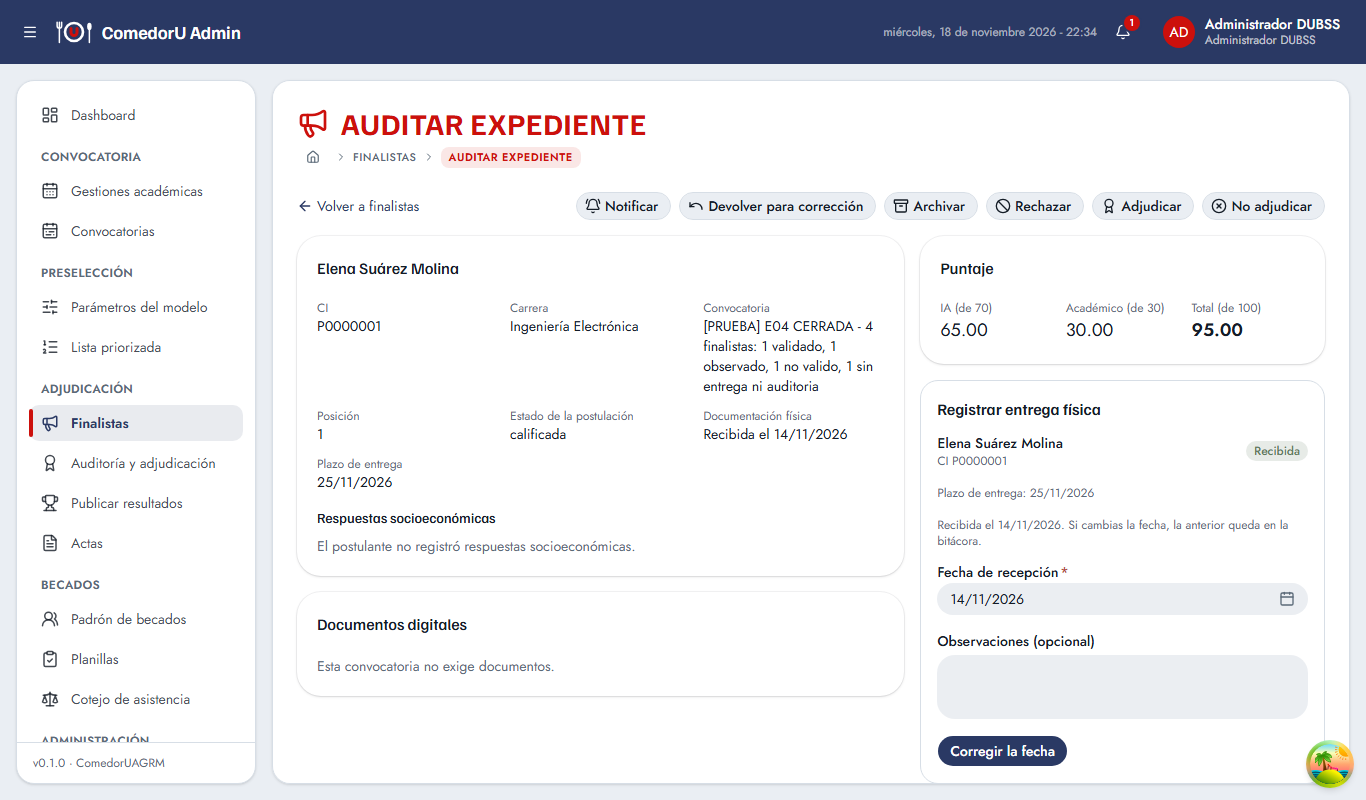 ComedorU Admin
miércoles, 18 de noviembre 2026 - 22:34
1
AD
Administrador DUBSS
Administrador DUBSS
Dashboard
CONVOCATORIA
Gestiones académicas
Convocatorias
PRESELECCIÓN
Parámetros del modelo
Lista priorizada
ADJUDICACIÓN
Finalistas
Auditoría y adjudicación
Publicar resultados
Actas
BECADOS
Padrón de becados
Planillas
Cotejo de asistencia
ADMINISTRACIÓN
v0.1.0 · ComedorUAGRM
AUDITAR EXPEDIENTE
FINALISTAS
AUDITAR EXPEDIENTE
Volver a finalistas
Notificar
Devolver para corrección
Archivar
Rechazar
Adjudicar
No adjudicar
Elena Suárez Molina
CI
P0000001
Carrera
Ingeniería Electrónica
Convocatoria
[PRUEBA] E04 CERRADA - 4
finalistas: 1 validado, 1
observado, 1 no valido, 1 sin
entrega ni auditoria
Posición
1
Estado de la postulación
calificada
Documentación física
Recibida el 14/11/2026
Plazo de entrega
25/11/2026
Respuestas socioeconómicas
El postulante no registró respuestas socioeconómicas.
Documentos digitales
Esta convocatoria no exige documentos.
Puntaje
IA (de 70)
65.00
Académico (de 30)
30.00
Total (de 100)
95.00
Registrar entrega física
Elena Suárez Molina
CI P0000001
Recibida
Plazo de entrega: 25/11/2026
Recibida el 14/11/2026. Si cambias la fecha, la anterior queda en la
bitácora.
Fecha de recepción *
14/11/2026
Observaciones (opcional)
Corregir la fecha